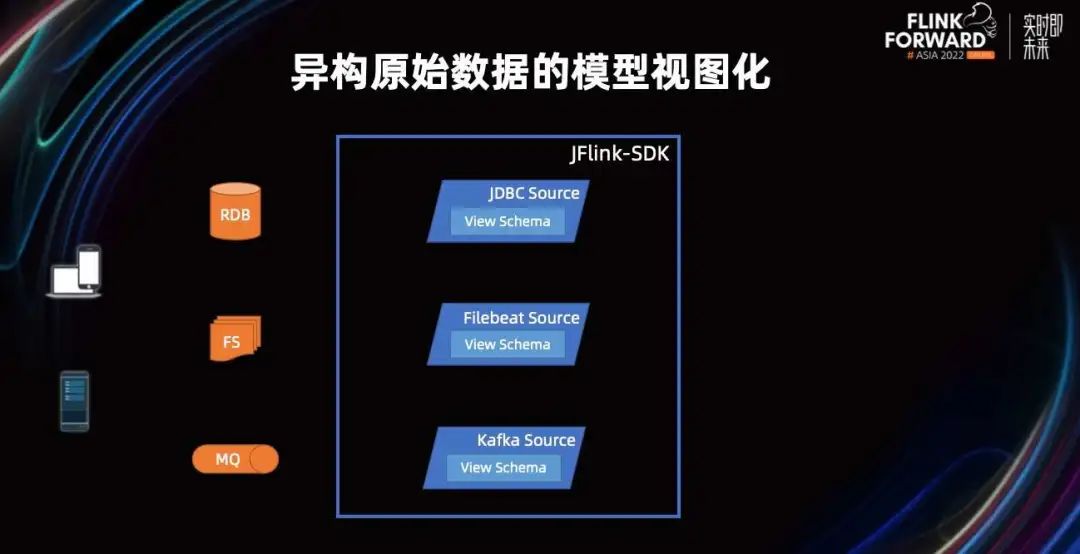 FLINK
FORWARD
# ASIA 2022
实时即
未来
异构原始数据的模型视图化
JFlink-SDK
RDB
JDBC Source
View Schema
FS
Filebeat Source
View Schema
MQ
Kafka Source
View Schema